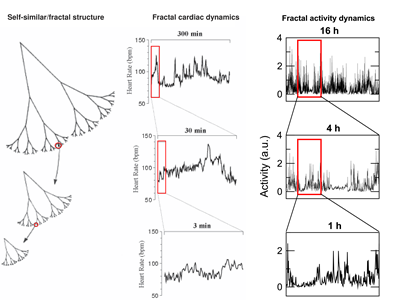 Self-similar/fractal structure
Fractal cardiac dynamics
300 min
150
100
50
Heart Rate (bpm)
30 min
150
100
50
Heart Rate (bpm)
3 min
150
100
50
Heart Rate (bpm)
Fractal activity dynamics
16 h
4
2
0
4 h
4
2
0
Activity (a.u.)
1 h
2
1
0